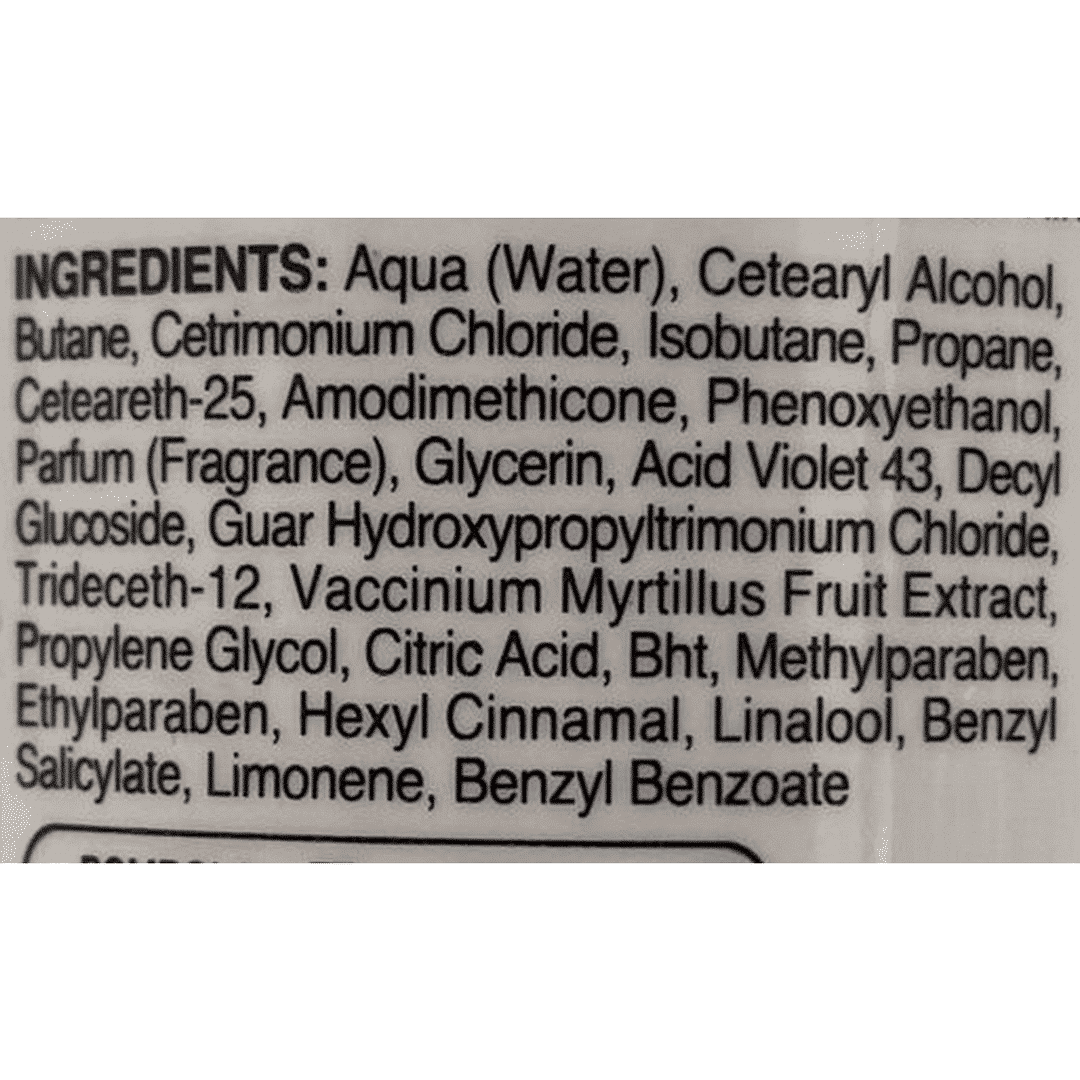 INGREDIENTS: Aqua (Water), Cetearyl Alcohol,
Butane, Cetrimonium Chloride, Isobutane, Propane,
Ceteareth-25, Amodimethicone, Phenoxyethanol,
Parfum (Fragrance), Glycerin, Acid Violet 43, Decyl
Glucoside, Guar Hydroxypropyltrimonium Chloride,
Trideceth-12, Vaccinium Myrtillus Fruit Extract,
Propylene Glycol, Citric Acid, Bht, Methylparaben,
Ethylparaben, Hexyl Cinnamal, Linalool, Benzyl
Salicylate, Limonene, Benzyl Benzoate